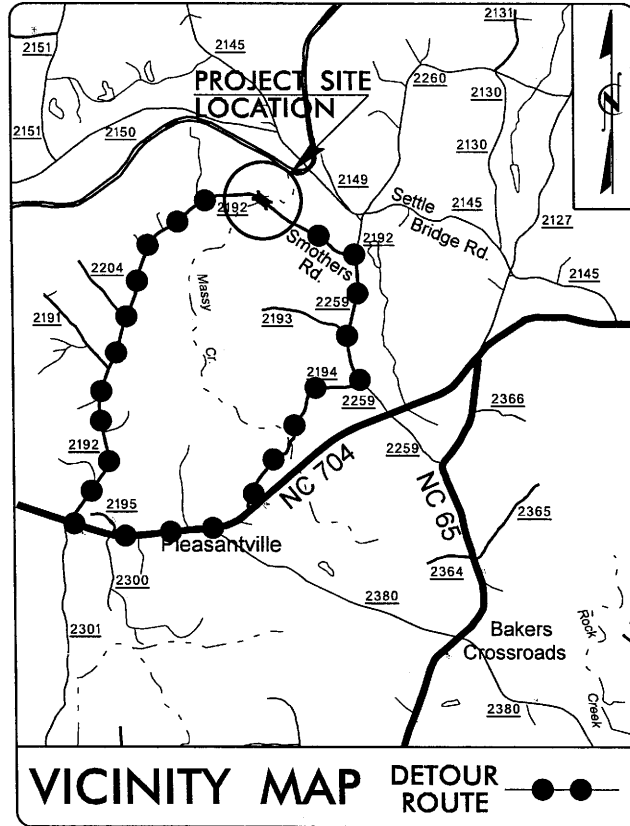 2131
2151
2145
2260
PROJECT SITE
LOCATION
2130
N
2151
2150
2130
2149
Settle
2145
2192
Bridge Rd.
2127
Smothers
Rd.
2192
2204
Massy
Cr.
2259
2145
2191
2193
2194
2259
2366
2192
2259
NC 704
NC 65
2195
2365
Pleasantville
2300
2364
2380
2301
Bakers
Crossroads
Rock
Creek
2380
VICINITY MAP
DETOUR
ROUTE